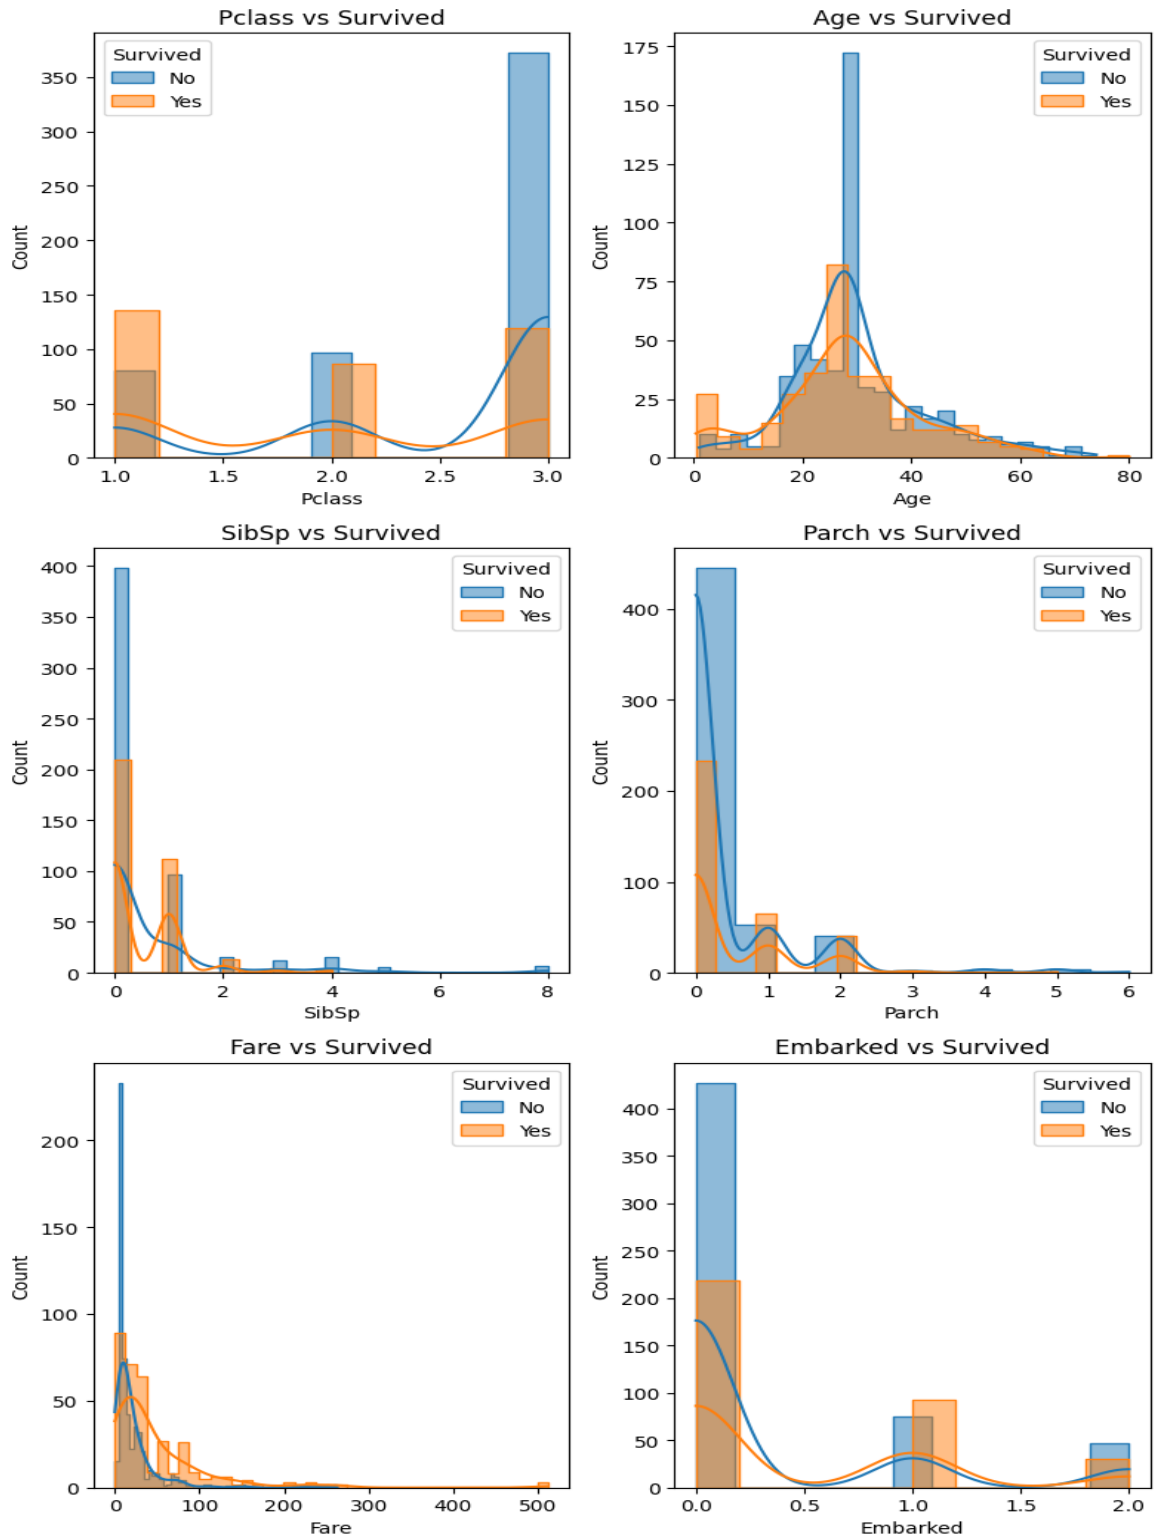 Pclass vs Survived
Survived
No
Yes
350
300
250
200
150
100
50
0
Count
1.0 1.5 2.0 2.5 3.0
Pclass
Age vs Survived
Survived
No
Yes
175
150
125
100
75
50
25
0
Count
0 20 40 60 80
Age
SibSp vs Survived
Survived
No
Yes
400
350
300
250
200
150
100
50
0
Count
0 2 4 6 8
SibSp
Parch vs Survived
Survived
No
Yes
400
300
200
100
0
Count
0 1 2 3 4 5 6
Parch
Fare vs Survived
Survived
No
Yes
200
150
100
50
0
Count
0 100 200 300 400 500
Fare
Embarked vs Survived
Survived
No
Yes
400
350
300
250
200
150
100
50
0
Count
0.0 0.5 1.0 1.5 2.0
Embarked